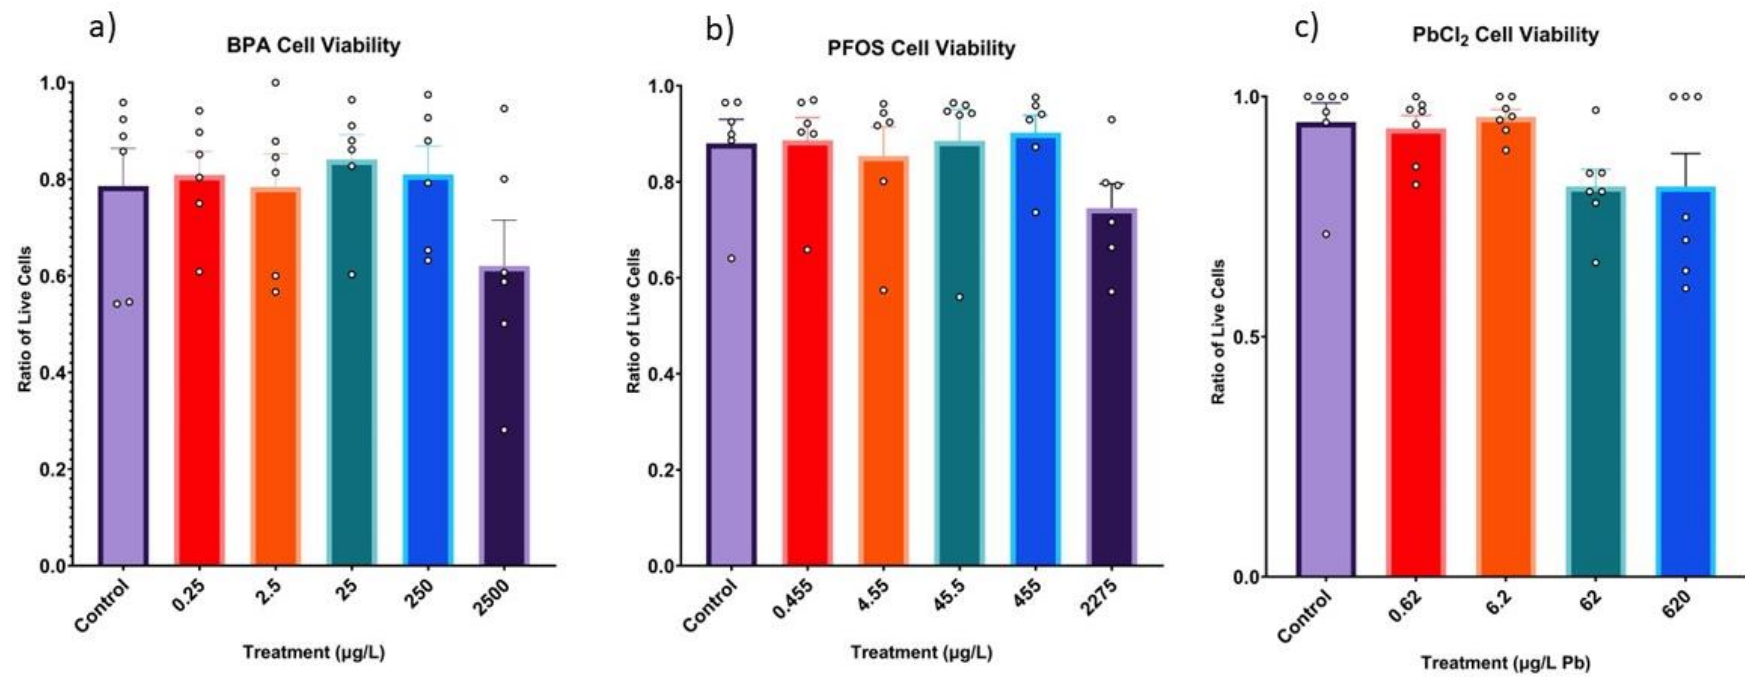 a)
BPA Cell Viability
1.0
0.8
0.6
0.4
0.2
0.0
Ratio of Live Cells
Control
0.25
2.5
25
250
2500
Treatment (µg/L)
b)
PFOS Cell Viability
1.0
0.8
0.6
0.4
0.2
0.0
Ratio of Live Cells
Control
0.455
4.55
45.5
455
2275
Treatment (µg/L)
c)
PbCl₂ Cell Viability
1.0
0.5
0.0
Ratio of Live Cells
Control
0.62
6.2
62
620
Treatment (µg/L Pb)